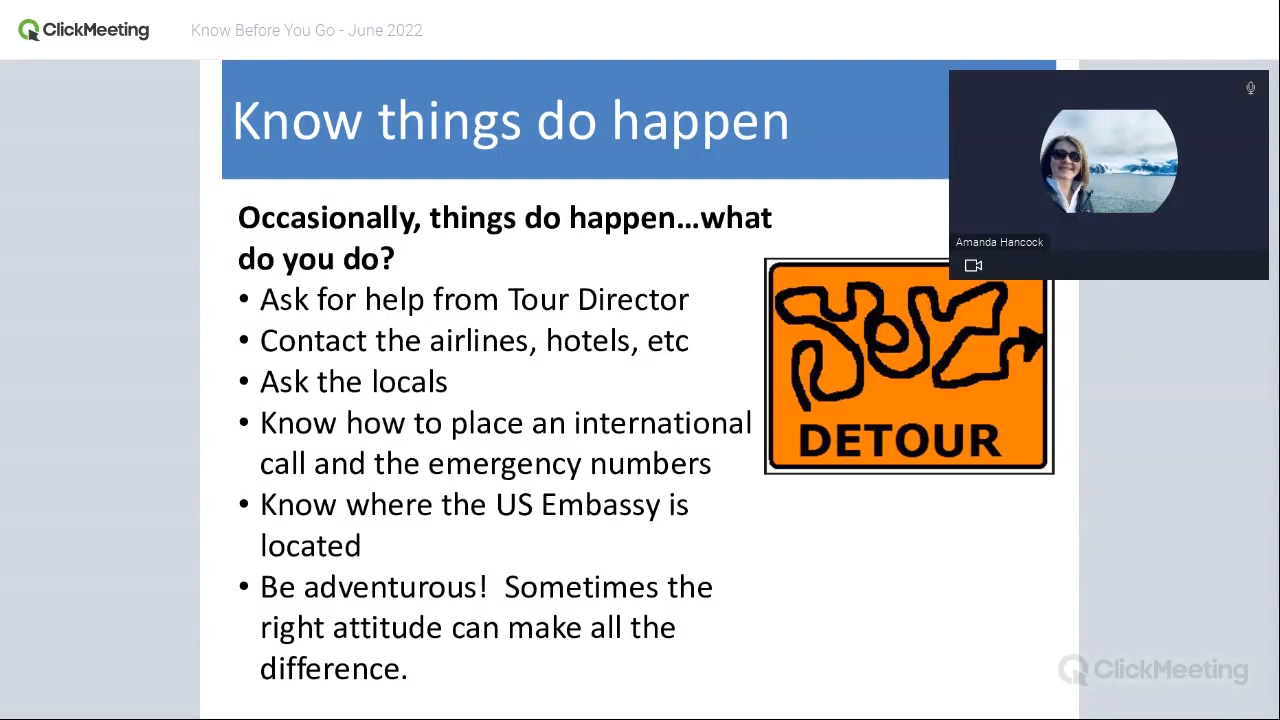 ClickMeeting
Know Before You Go - June 2022
Know things do happen
Amanda Hancock
Occasionally, things do happen…what
do you do?
• Ask for help from Tour Director
• Contact the airlines, hotels, etc
• Ask the locals
• Know how to place an international
call and the emergency numbers
• Know where the US Embassy is
located
• Be adventurous!  Sometimes the
right attitude can make all the
difference.
DETOUR
ClickMeeting